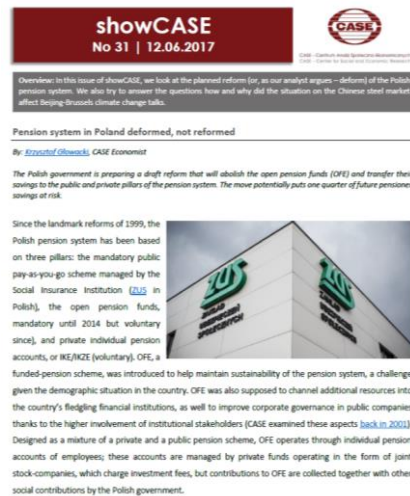 showCASE
No 31 | 12.06.2017
CASE
CASE - Center for Social and Economic Research
Overview: In this issue of showCASE, we look at the planned reform (or, as our analyst argues – deform) of the Polish
pension system. We also try to answer the questions how and why did the situation on the Chinese steel market
affect Beijing-Brussels climate change talks.
Pension system in Poland deformed, not reformed
By: Krzysztof Głowacki, CASE Economist
The Polish government is preparing a draft reform that will abolish the open pension funds (OFE) and transfer their
savings to the public and private pillars of the pension system. The move potentially puts one quarter of future pensioners
savings at risk.
Since the landmark reforms of 1999, the
Polish pension system has been based
on three pillars: the mandatory public
pay-as-you-go scheme managed by the
Social Insurance Institution (ZUS in
Polish), the open pension funds,
mandatory until 2014 but voluntary
since), and private individual pension
accounts, or IKE/IKZE (voluntary). OFE, a
ZUS
ZAKŁAD
UBEZPIECZEŃ
SPOŁECZNYCH
ZUS
ZAKŁAD
UBEZPIECZEŃ
SPOŁECZNYCH
funded-pension scheme, was introduced to help maintain sustainability of the pension system, a challenge
given the demographic situation in the country. OFE was also supposed to channel additional resources into
the country's fledgling financial institutions, as well to improve corporate governance in public companies
thanks to the higher involvement of institutional stakeholders (CASE examined these aspects back in 2001).
Designed as a mixture of a private and a public pension scheme, OFE operates through individual pension
accounts of employees; these accounts are managed by private funds operating in the form of joint
stock-companies, which charge investment fees, but contributions to OFE are collected together with other
social contributions by the Polish government.